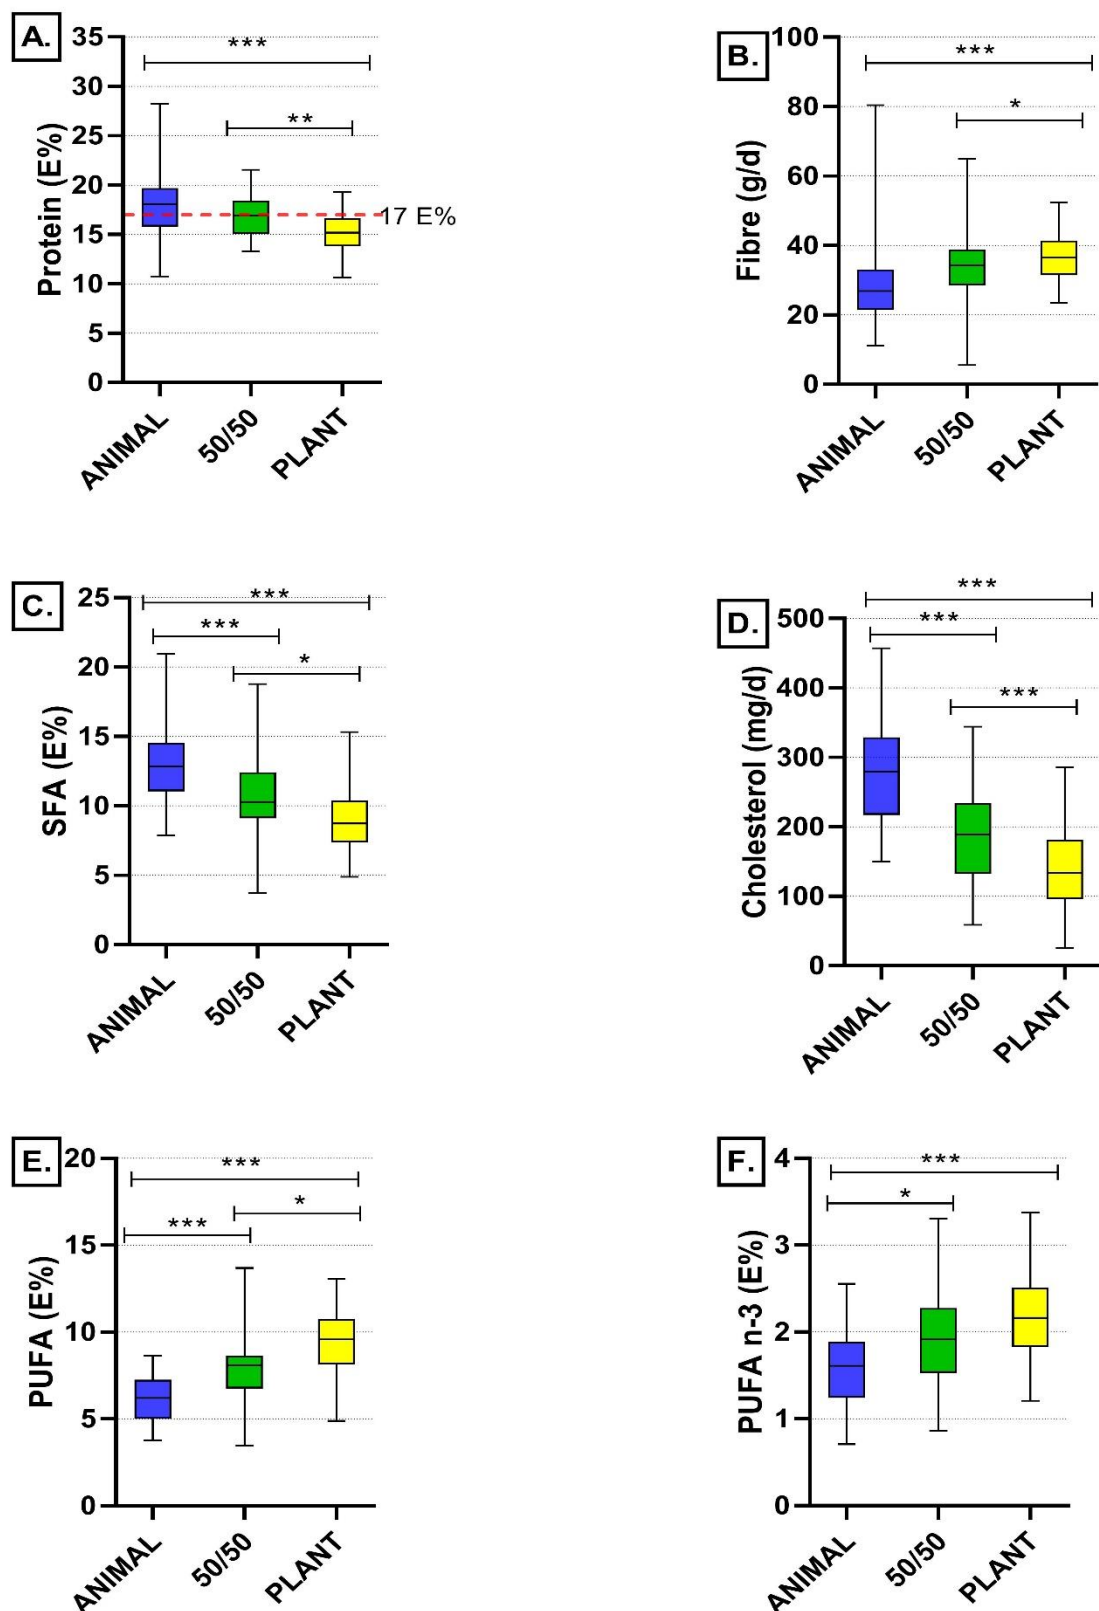 A.
Protein (E%)
35
30
25
20
15
10
5
0
***
**
17 E%
ANIMAL
50/50
PLANT
B.
Fibre (g/d)
100
80
60
40
20
0
***
*
ANIMAL
50/50
PLANT
C.
SFA (E%)
25
20
15
10
5
0
***
***
*
ANIMAL
50/50
PLANT
D.
Cholesterol (mg/d)
500
400
300
200
100
0
***
***
***
ANIMAL
50/50
PLANT
E.
PUFA (E%)
20
15
10
5
0
***
*
***
ANIMAL
50/50
PLANT
F.
PUFA n-3 (E%)
4
3
2
1
0
***
*
ANIMAL
50/50
PLANT